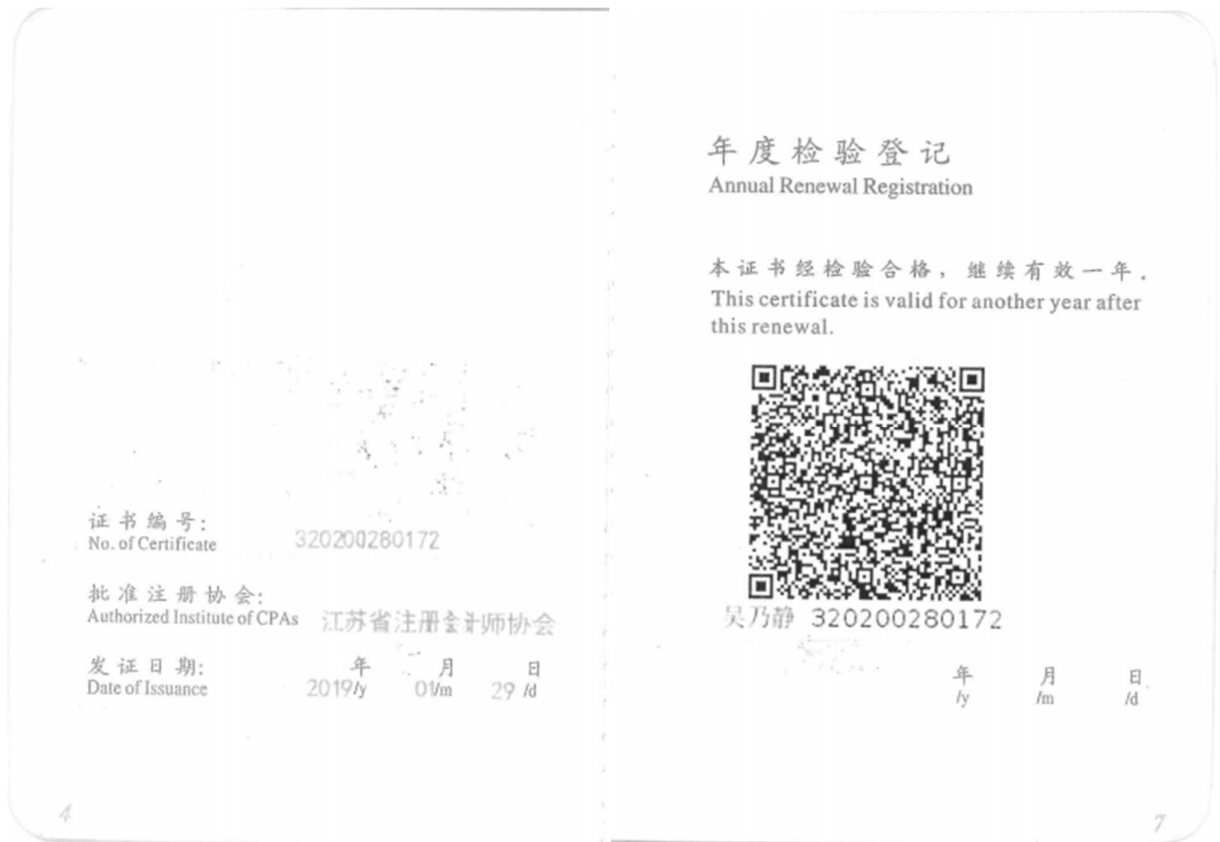 证书编号:
No. of Certificate
320200280172
批准注册协会:
Authorized Institute of CPAs
江苏省注册会计师协会
发证日期:
Date of Issuance
年 月 日
2019/y 01/m 29/d
4
年度检验登记
Annual Renewal Registration
本证书经检验合格，继续有效一年.
This certificate is valid for another year after
this renewal.
吴乃静 320200280172
年 月 日
/y /m /d
7